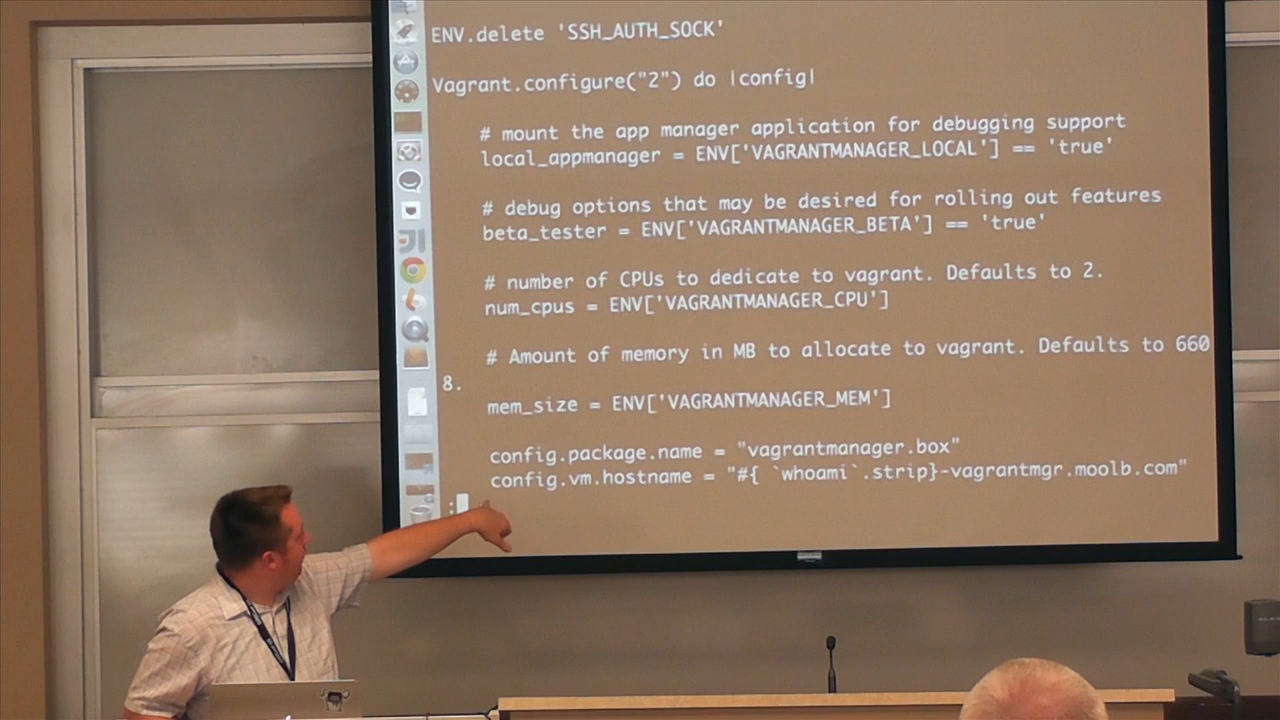 ENV.delete 'SSH_AUTH_SOCK'
Vagrant.configure("2") do |config|
# mount the app manager application for debugging support
local_appmanager = ENV['VAGRANTMANAGER_LOCAL'] == 'true'
# debug options that may be desired for rolling out features
beta_tester = ENV['VAGRANTMANAGER_BETA'] == 'true'
# number of CPUs to dedicate to vagrant. Defaults to 2.
num_cpus = ENV['VAGRANTMANAGER_CPU']
# Amount of memory in MB to allocate to vagrant. Defaults to 660
8.
mem_size = ENV['VAGRANTMANAGER_MEM']
config.package.name = "vagrantmanager.box"
config.vm.hostname = "#{ `whoami`.strip}-vagrantmgr.moolb.com"
: